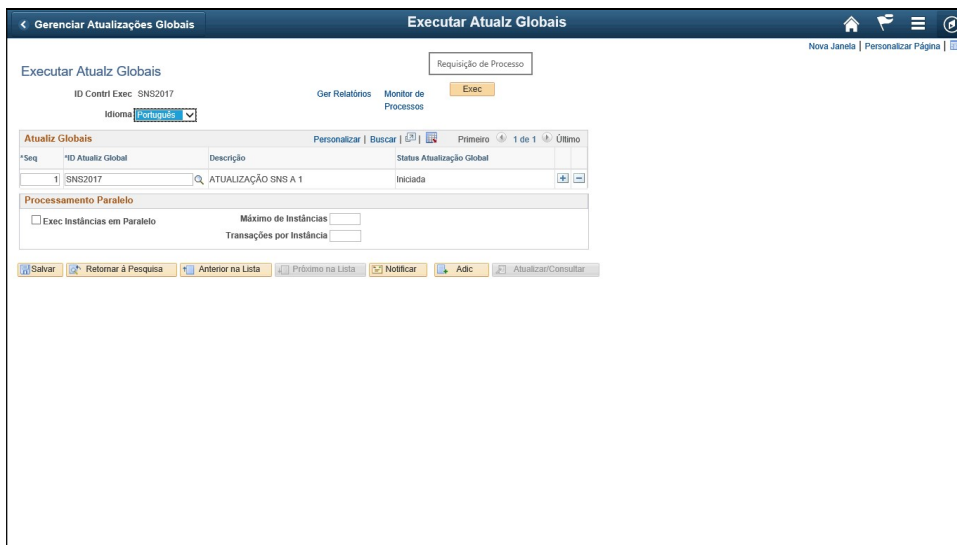 Gerenciar Atualizações Globais
Executar Atualz Globais
Nova Janela | Personalizar Página |
Requisição de Processo
Executar Atualz Globais
ID Contrl Exec SNS2017
Ger Relatórios Monitor de Processos
Exec
Idioma Português
Atualiz Globais
Personalizar | Buscar | | Primeiro 1 de 1 Último
*Seq *ID Atualiz Global Descrição Status Atualização Global
1 SNS2017 ATUALIZAÇÃO SNS A 1 Iniciada
Processamento Paralelo
Exec Instâncias em Paralelo Máximo de Instâncias
Transações por Instância
Salvar Retornar á Pesquisa Anterior na Lista Próximo na Lista Notificar Adic Atualizar/Consultar